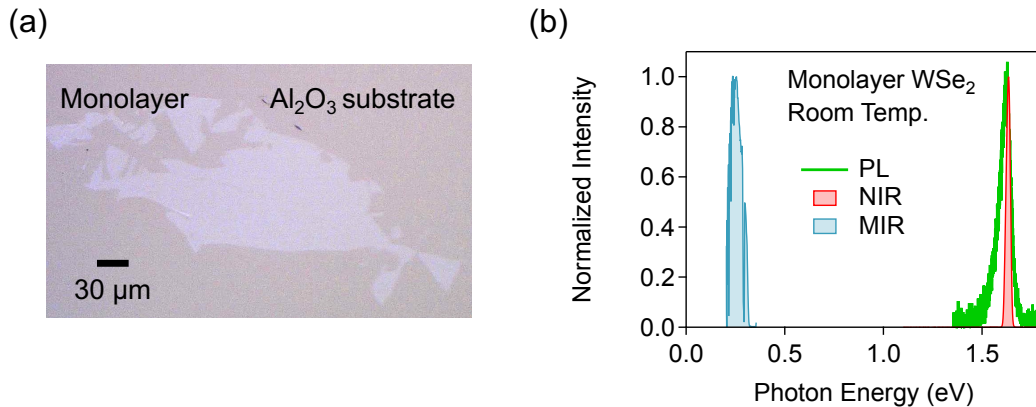 (a)
Monolayer
Al₂O₃ substrate
30 μm
(b)
Normalized Intensity
1.0
0.8
0.6
0.4
0.2
0.0
Monolayer WSe₂
Room Temp.
PL
NIR
MIR
0.0
0.5
1.0
1.5
Photon Energy (eV)